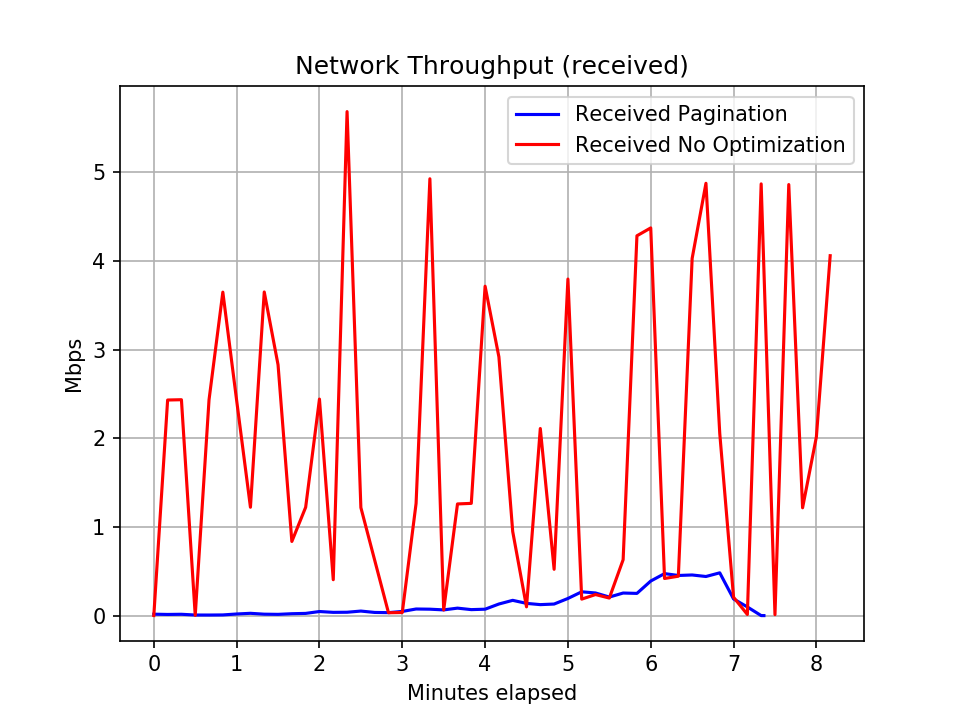 Network Throughput (received)
Received Pagination
Received No Optimization
Mbps
5
4
3
2
1
0
0 1 2 3 4 5 6 7 8
Minutes elapsed